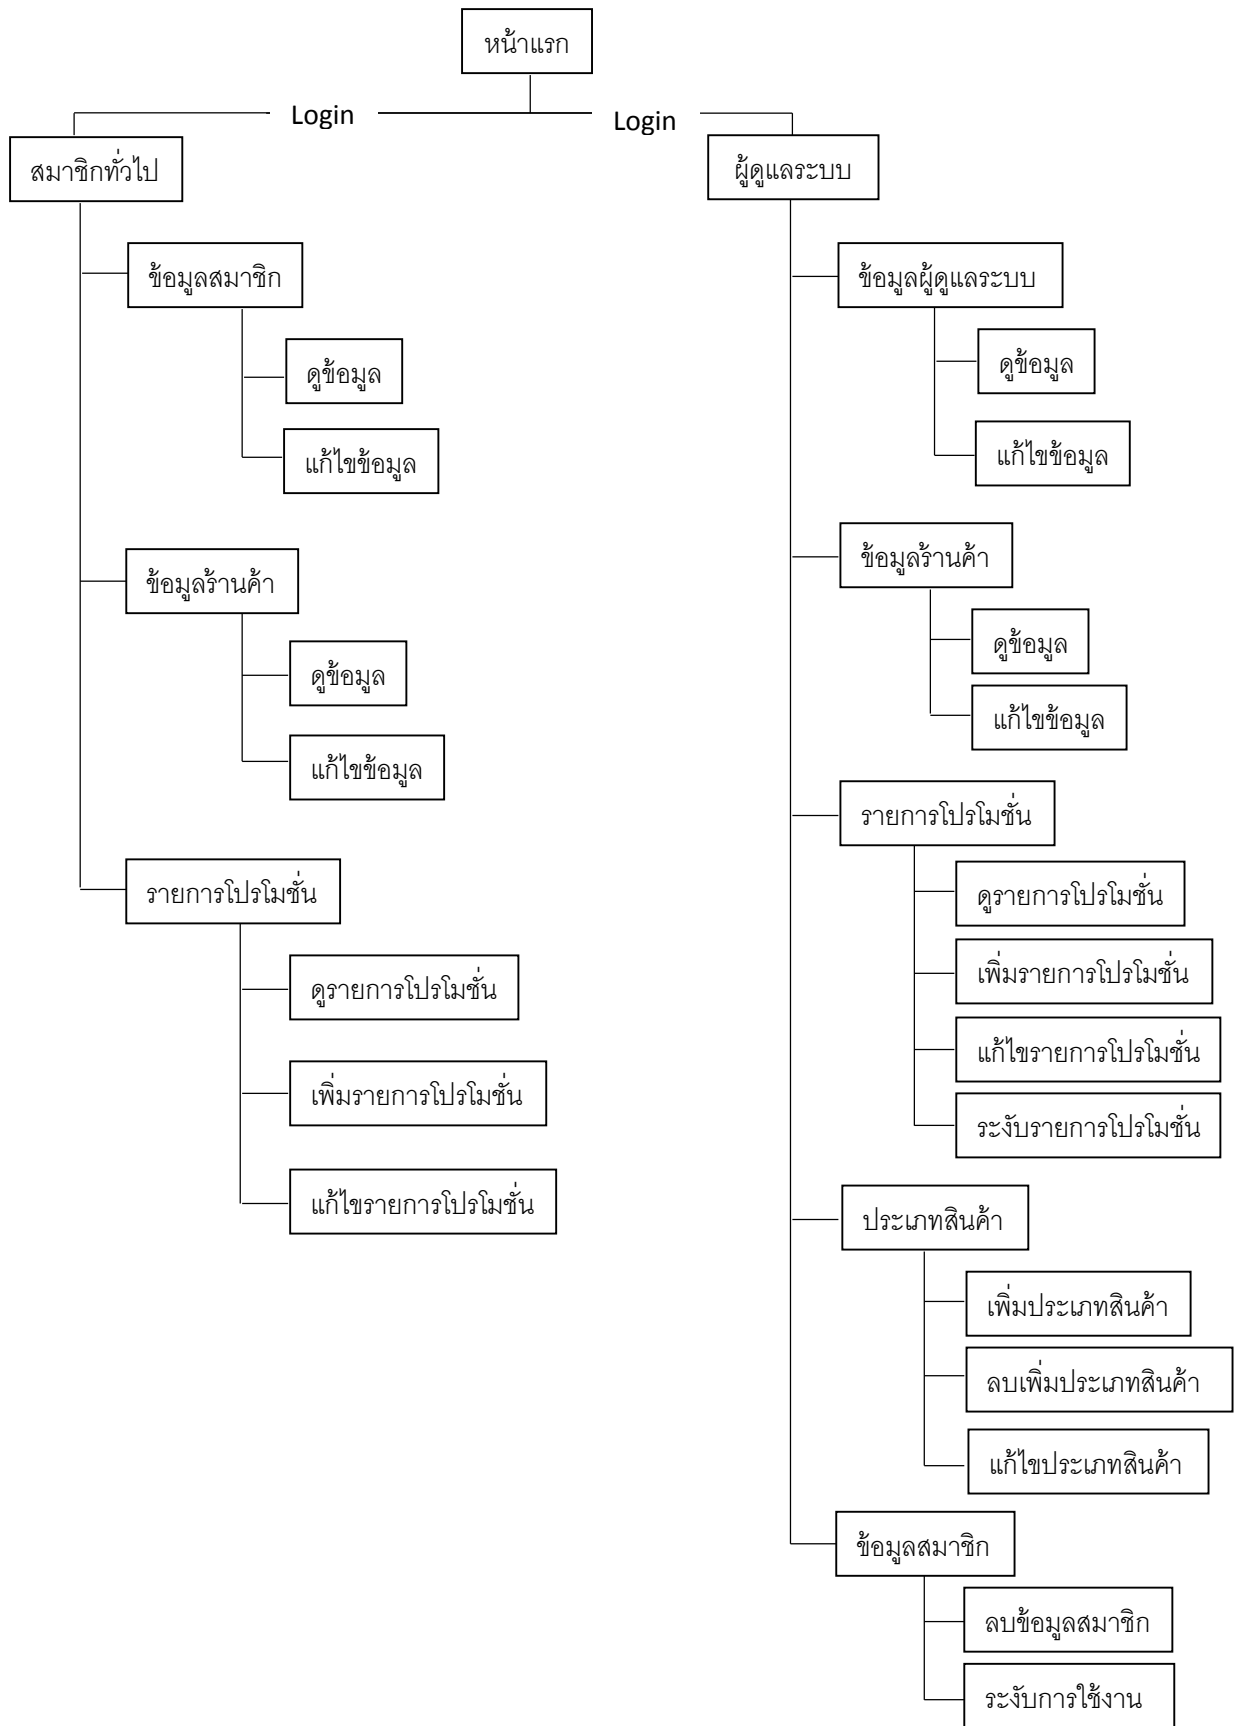 หน้าแรก
Login
Login
สมาชิกทั่วไป
ข้อมูลสมาชิก
ดูข้อมูล
แก้ไขข้อมูล
ข้อมูลร้านค้า
ดูข้อมูล
แก้ไขข้อมูล
รายการโปรโมชั่น
ดูรายการโปรโมชั่น
เพิ่มรายการโปรโมชั่น
แก้ไขรายการโปรโมชั่น
ผู้ดูแลระบบ
ข้อมูลผู้ดูแลระบบ
ดูข้อมูล
แก้ไขข้อมูล
ข้อมูลร้านค้า
ดูข้อมูล
แก้ไขข้อมูล
รายการโปรโมชั่น
ดูรายการโปรโมชั่น
เพิ่มรายการโปรโมชั่น
แก้ไขรายการโปรโมชั่น
ระงับรายการโปรโมชั่น
ประเภทสินค้า
เพิ่มประเภทสินค้า
ลบเพิ่มประเภทสินค้า
แก้ไขประเภทสินค้า
ข้อมูลสมาชิก
ลบข้อมูลสมาชิก
ระงับการใช้งาน